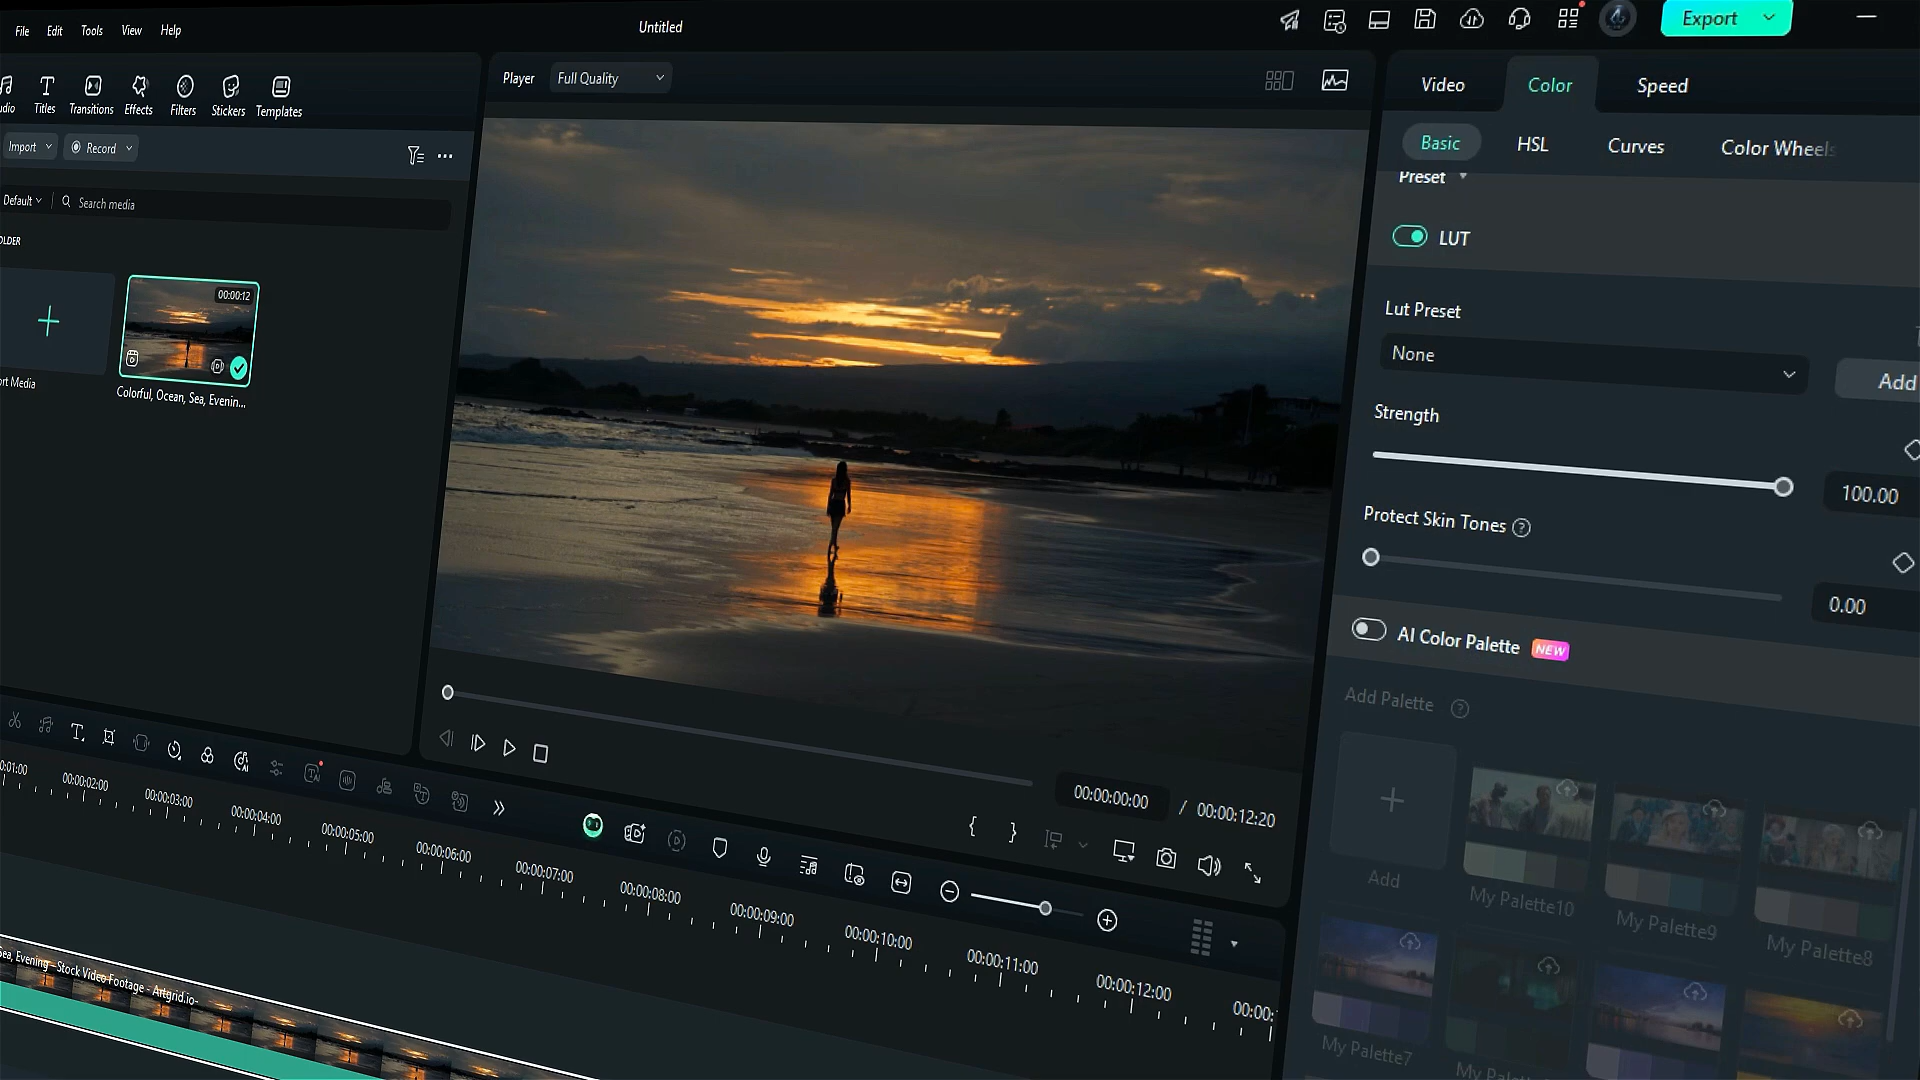 File Edit Tools View Help
Untitled
Export
Titles Transitions Effects Filters Stickers Templates
Player Full Quality
Video Color Speed
Import Record
Basic HSL Curves Color Wheels
Preset
Default Search media
LUT
00:00:12
Lut Preset
None
Add
Colorful, Ocean, Sea, Evenin...
Strength
100.00
Protect Skin Tones ?
0.00
AI Color Palette NEW
Add Palette ?
00:00:00:00 / 00:00:12:20
Add
My Palette10
My Palette9
My Palette8
My Palette7
00:00:02:00 00:00:03:00 00:00:04:00 00:00:05:00 00:00:06:00 00:00:07:00 00:00:08:00 00:00:09:00 00:00:10:00 00:00:11:00 00:00:12:00
Sea, Evening - Stock Video Footage - Artgrid.io-